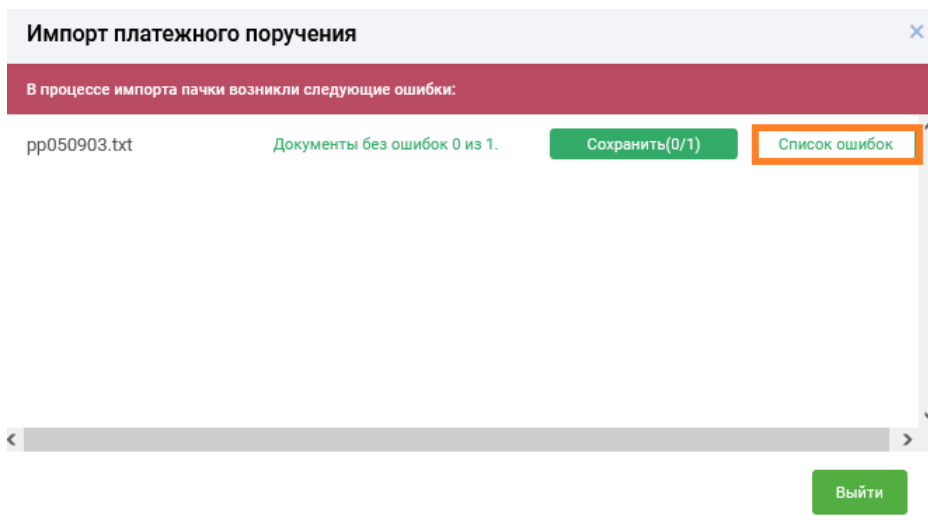 Импорт платежного поручения
В процессе импорта пачки возникли следующие ошибки:
pp050903.txt Документы без ошибок 0 из 1. Сохранить(0/1) Список ошибок
Выйти